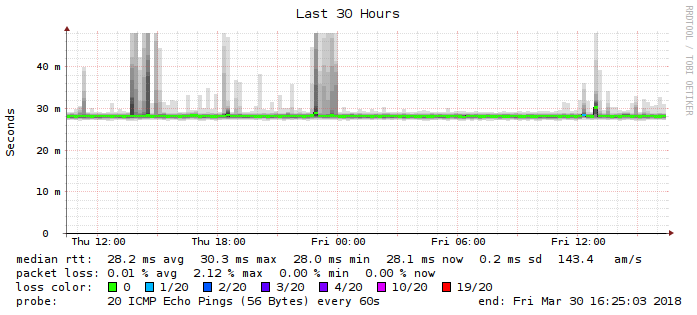 Last 30 Hours
RRDTOOL / TOBI OETIKER
Seconds
40 m
30 m
20 m
10 m
0
Thu 12:00 Thu 18:00 Fri 00:00 Fri 06:00 Fri 12:00
median rtt: 28.2 ms avg 30.3 ms max 28.0 ms min 28.1 ms now 0.2 ms sd 143.4 am/s
packet loss: 0.01 % avg 2.12 % max 0.00 % min 0.00 % now
loss color: 0 1/20 2/20 3/20 4/20 10/20 19/20
probe: 20 ICMP Echo Pings (56 Bytes) every 60s end: Fri Mar 30 16:25:03 2018